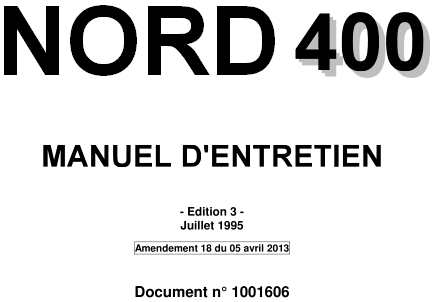 NORD 400
MANUEL D'ENTRETIEN
- Edition 3 -
Juillet 1995
Amendement 18 du 05 avril 2013
Document n° 1001606